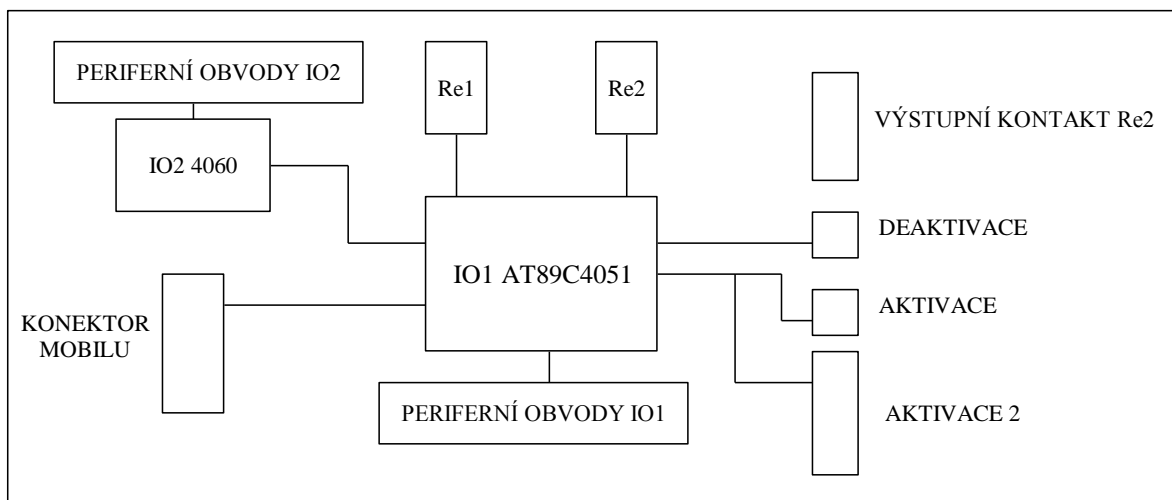 PERIFERNÍ OBVODY IO2
Re1
Re2
VÝSTUPNÍ KONTAKT Re2
IO2 4060
DEAKTIVACE
IO1 AT89C4051
AKTIVACE
KONEKTOR
MOBILU
PERIFERNÍ OBVODY IO1
AKTIVACE 2